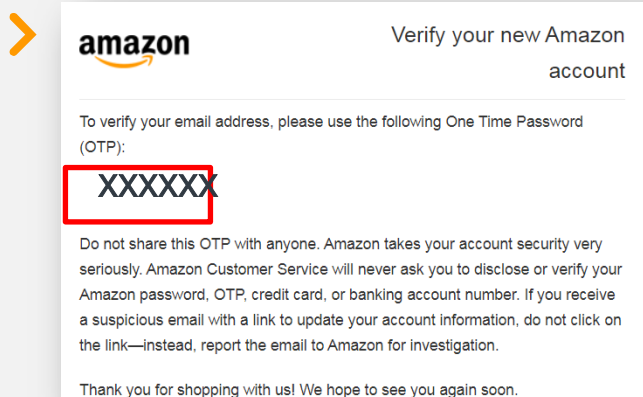 amazon
Verify your new Amazon
account
To verify your email address, please use the following One Time Password
(OTP):
XXXXXX
Do not share this OTP with anyone. Amazon takes your account security very
seriously. Amazon Customer Service will never ask you to disclose or verify your
Amazon password, OTP, credit card, or banking account number. If you receive
a suspicious email with a link to update your account information, do not click on
the link—instead, report the email to Amazon for investigation.
Thank you for shopping with us! We hope to see you again soon.